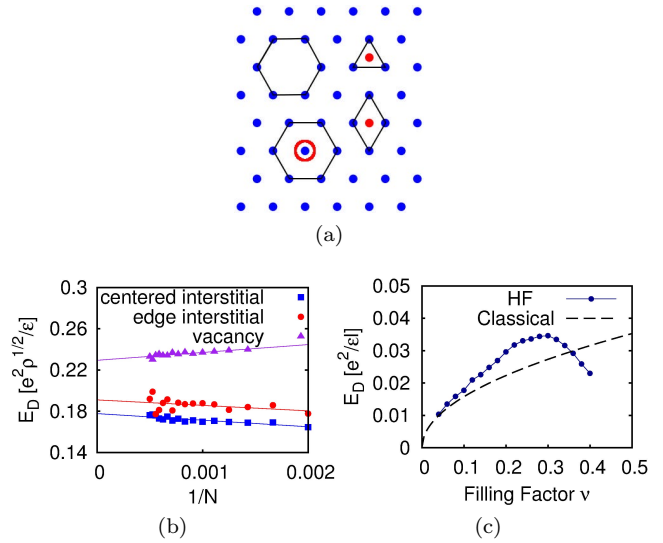 (a)
0.3
centered interstitial
edge interstitial
vacancy
0.26
0.22
0.18
0.14
E_D [e²ρ^{1/2}/ε]
0
0.001
0.002
1/N
(b)
0.05
HF
Classical
0.04
0.03
0.02
0.01
0
E_D [e²/εl]
0
0.1
0.2
0.3
0.4
0.5
Filling Factor ν
(c)